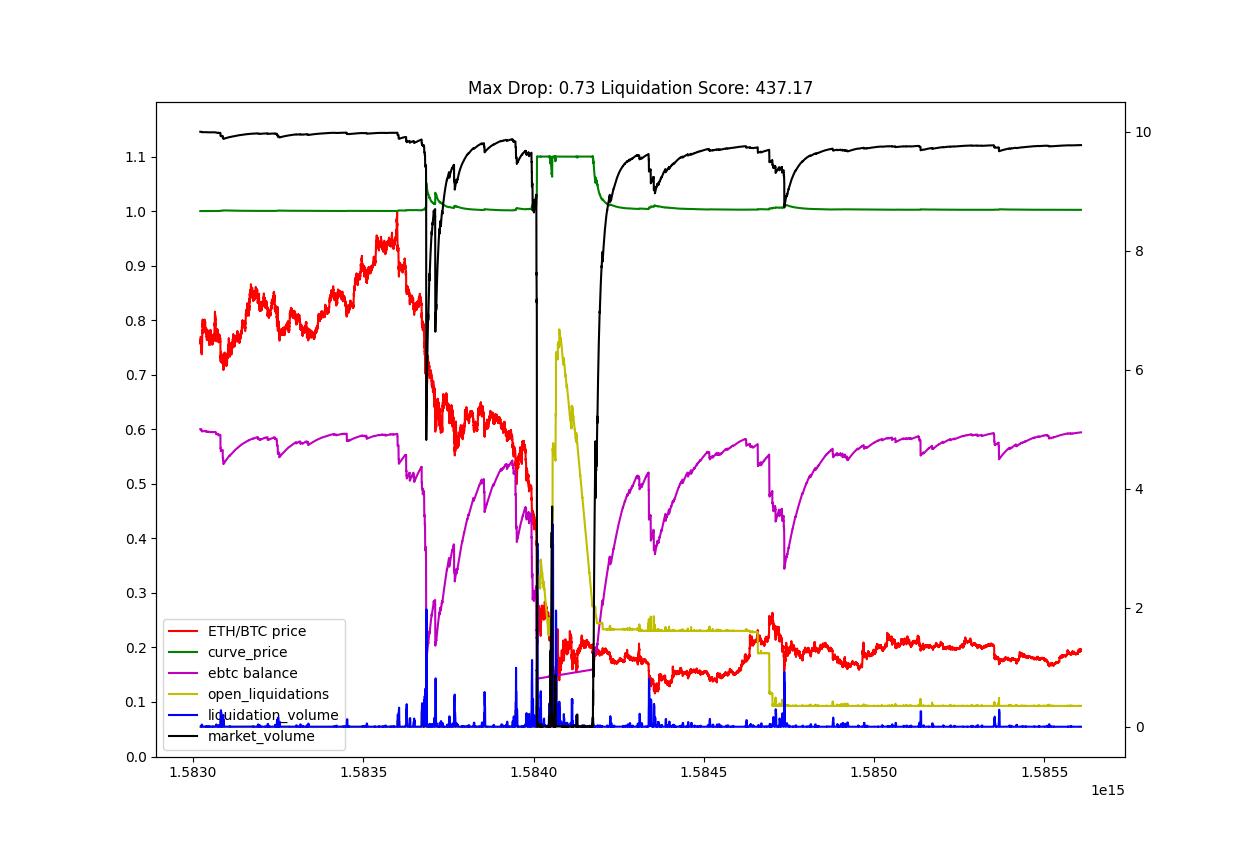 Max Drop: 0.73 Liquidation Score: 437.17
1.1
1.0
0.9
0.8
0.7
0.6
0.5
0.4
0.3
0.2
0.1
0.0
10
8
6
4
2
0
ETH/BTC price
curve_price
ebtc balance
open_liquidations
liquidation_volume
market_volume
1.5830 1.5835 1.5840 1.5845 1.5850 1.5855
1e15